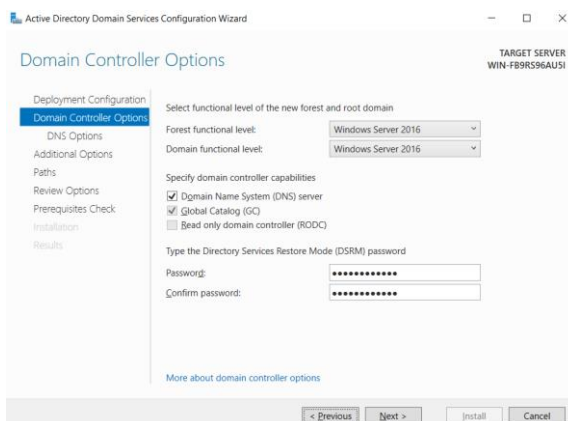 Active Directory Domain Services Configuration Wizard
Domain Controller Options
TARGET SERVER
WIN-FB9RS96AU5I
Deployment Configuration
Domain Controller Options
DNS Options
Additional Options
Paths
Review Options
Prerequisites Check
Installation
Results
Select functional level of the new forest and root domain
Forest functional level: Windows Server 2016
Domain functional level: Windows Server 2016
Specify domain controller capabilities
Domain Name System (DNS) server
Global Catalog (GC)
Read only domain controller (RODC)
Type the Directory Services Restore Mode (DSRM) password
Password: ••••••••••••
Confirm password: ••••••••••••
More about domain controller options
< Previous Next > Install Cancel